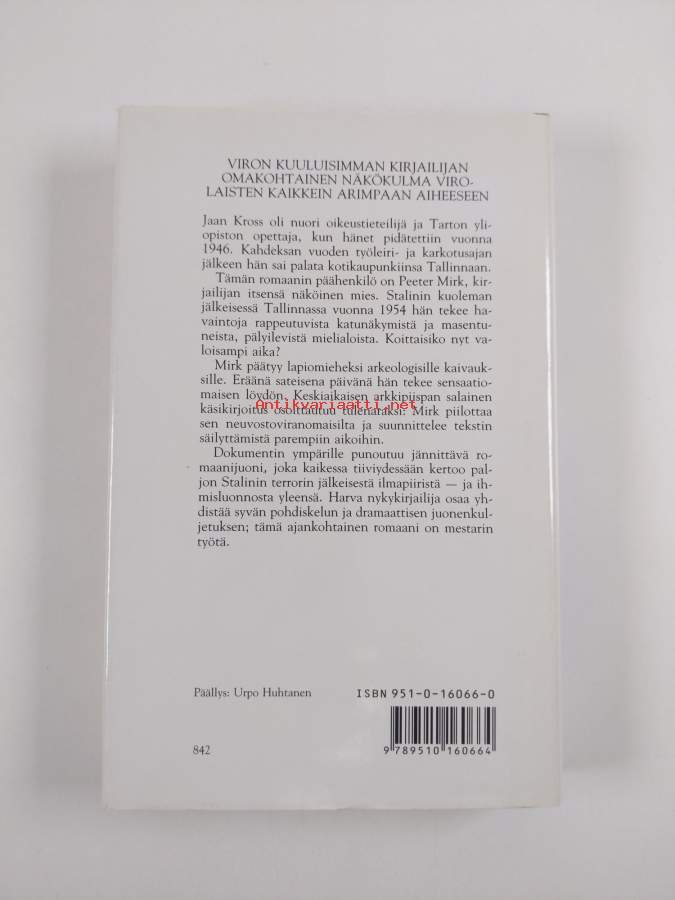 VIRON KUULUISIMMAN KIRJAILIJAN
OMAKOHTAINEN NÄKÖKULMA VIRO-
LAISTEN KAIKKEIN ARIMPAAN AIHEESEEN
Jaan Kross oli nuori oikeustieteilijä ja Tarton yli-
opiston opettaja, kun hänet pidätettiin vuonna
1946. Kahdeksan vuoden työleiri- ja karkotusajan
jälkeen hän sai palata kotikaupunkiinsa Tallinnaan.
Tämän romaanin päähenkilö on Peeter Mirk, kir-
jailijan itsensä näköinen mies. Stalinin kuoleman
jälkeisessä Tallinnassa vuonna 1954 hän tekee ha-
vaintoja rappeutuvista katunäkymistä ja masentu-
neista, pälyilevistä mielialoista. Koittaisiko nyt va-
loisampi aika?
Mirk päätyy lapiomieheksi arkeologisille kaivauk-
sille. Eräänä sateisena päivänä hän tekee sensaatio-
maisen löydön. Keskiaikaisen arkkipiispan salainen
Antikvariaatti.net
käsikirjoitus osoittautuu tulenaraksi: Mirk piilottaa
sen neuvostoviranomaisilta ja suunnittelee tekstin
säilyttämistä parempiin aikoihin.
Dokumentin ympärille punoutuu jännittävä ro-
maanijuoni, joka kaikessa tiiviydessään kertoo pal-
jon Stalinin terrorin jälkeisestä ilmapiiristä — ja ih-
misluonnosta yleensä. Harva nykykirjailija osaa yh-
distää syvän pohdiskelun ja dramaattisen juonenkul-
jetuksen; tämä ajankohtainen romaani on mestarin
työtä.
Päällys: Urpo Huhtanen
ISBN 951-0-16066-0
842
9 789510 160664